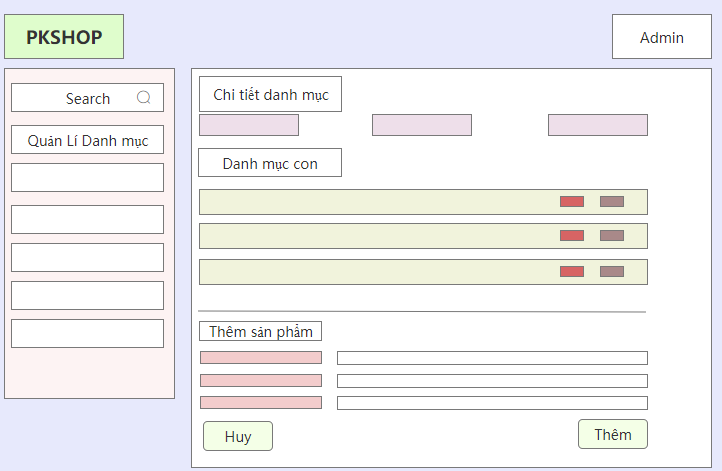 PKSHOP
Admin
Search
Quản Lí Danh mục
Chi tiết danh mục
Danh mục con
Thêm sản phẩm
Huy
Thêm